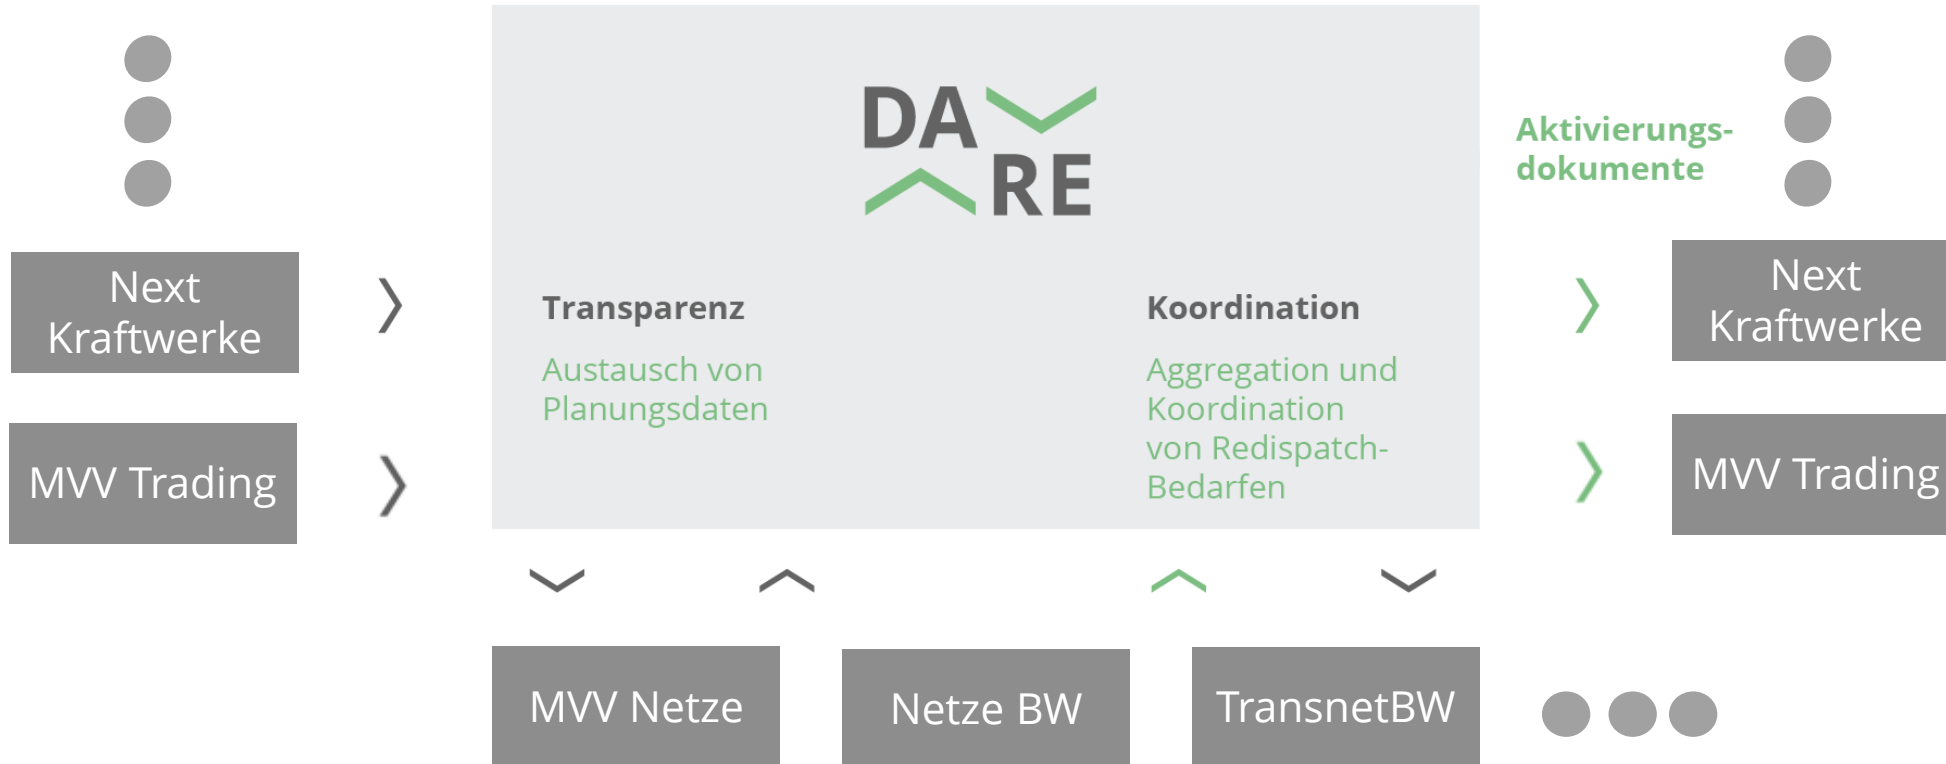 DA
RE
Aktivierungs-
dokumente
Next
Kraftwerke
Transparenz
Koordination
Next
Kraftwerke
Austausch von
Planungsdaten
Aggregation und
Koordination
von Redispatch-
Bedarfen
MVV Trading
MVV Trading
MVV Netze
Netze BW
TransnetBW